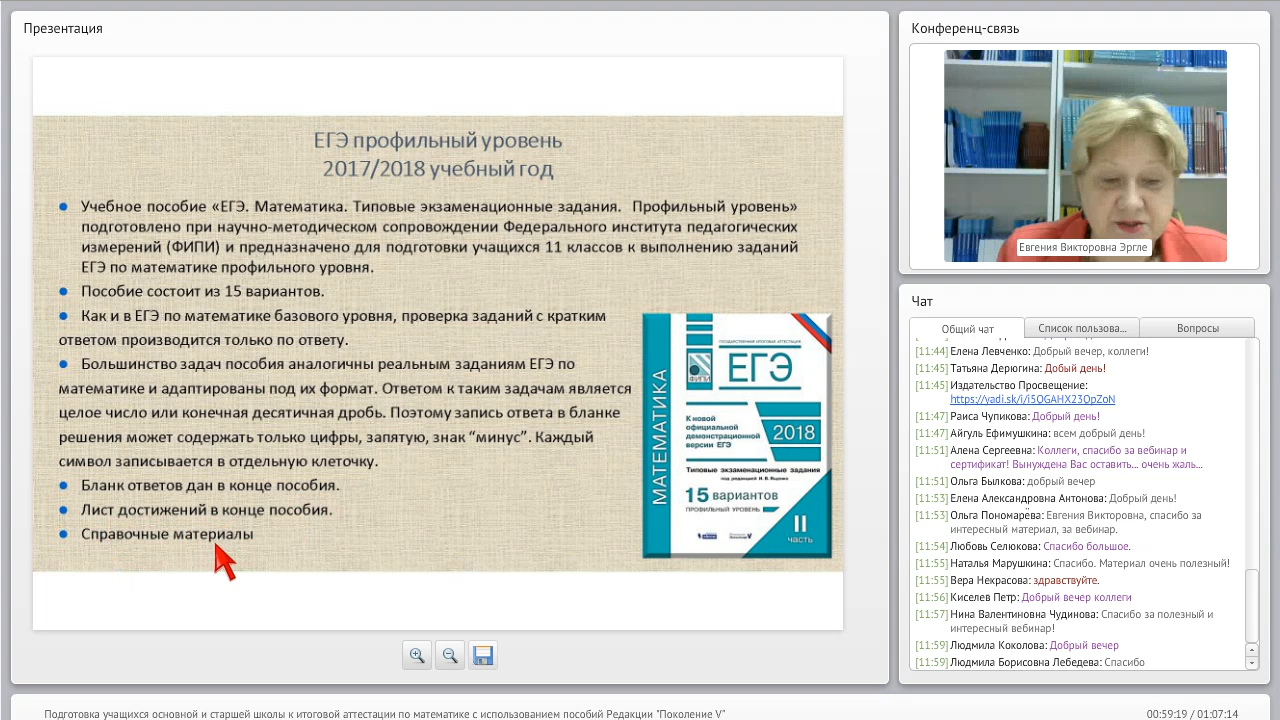 Презентация
ЕГЭ профильный уровень
2017/2018 учебный год
Учебное пособие «ЕГЭ. Математика. Типовые экзаменационные задания. Профильный уровень»
подготовлено при научно-методическом сопровождении Федерального института педагогических
измерений (ФИПИ) и предназначено для подготовки учащихся 11 классов к выполнению заданий
ЕГЭ по математике профильного уровня.
Пособие состоит из 15 вариантов.
Как и в ЕГЭ по математике базового уровня, проверка заданий с кратким
ответом производится только по ответу.
Большинство задач пособия аналогичны реальным заданиям ЕГЭ по
математике и адаптированы под их формат. Ответом к таким задачам является
целое число или конечная десятичная дробь. Поэтому запись ответа в бланке
решения может содержать только цифры, запятую, знак “минус”. Каждый
символ записывается в отдельную клеточку.
Бланк ответов дан в конце пособия.
Лист достижений в конце пособия.
Справочные материалы
ГОСУДАРСТВЕННАЯ ИТОГОВАЯ АТТЕСТАЦИЯ
ФИПИ
ЕГЭ
МАТЕМАТИКА
К новой
официальной
демонстрационной
версии ЕГЭ
2018
Типовые экзаменационные задания
под редакцией И. В. Ященко
15 вариантов
ПРОФИЛЬНЫЙ УРОВЕНЬ
II
часть
Конференц-связь
Евгения Викторовна Эргле
Чат
Общий чат
Список пользова...
Вопросы
[11:44] Елена Левченко: Добрый вечер, коллеги!
[11:45] Татьяна Дерюгина: Добый день!
[11:45] Издательство Просвещение:
https://yadi.sk/i/i5QGAHX23QpZoN
[11:47] Раиса Чупикова: Добрый день!
[11:47] Айгуль Ефимушкина: всем добрый день!
[11:51] Алена Сергеевна: Коллеги, спасибо за вебинар и
сертификат! Вынуждена Вас оставить... очень жаль...
[11:51] Ольга Былкова: добрый вечер
[11:53] Елена Александровна Антонова: Добрый день!
[11:53] Ольга Пономарёва: Евгения Викторовна, спасибо за
интересный материал, за вебинар.
[11:54] Любовь Селюкова: Спасибо большое.
[11:55] Наталья Марушкина: Спасибо. Материал очень полезный!
[11:55] Вера Некрасова: здравствуйте.
[11:56] Киселев Петр: Добрый вечер коллеги
[11:57] Нина Валентиновна Чудинова: Спасибо за полезный и
интересный вебинар!
[11:59] Людмила Коколова: Добрый вечер
[11:59] Людмила Борисовна Лебедева: Спасибо
Подготовка учащихся основной и старшей школы к итоговой аттестации по математике с использованием пособий Редакции "Поколение V"
00:59:19 / 01:07:14